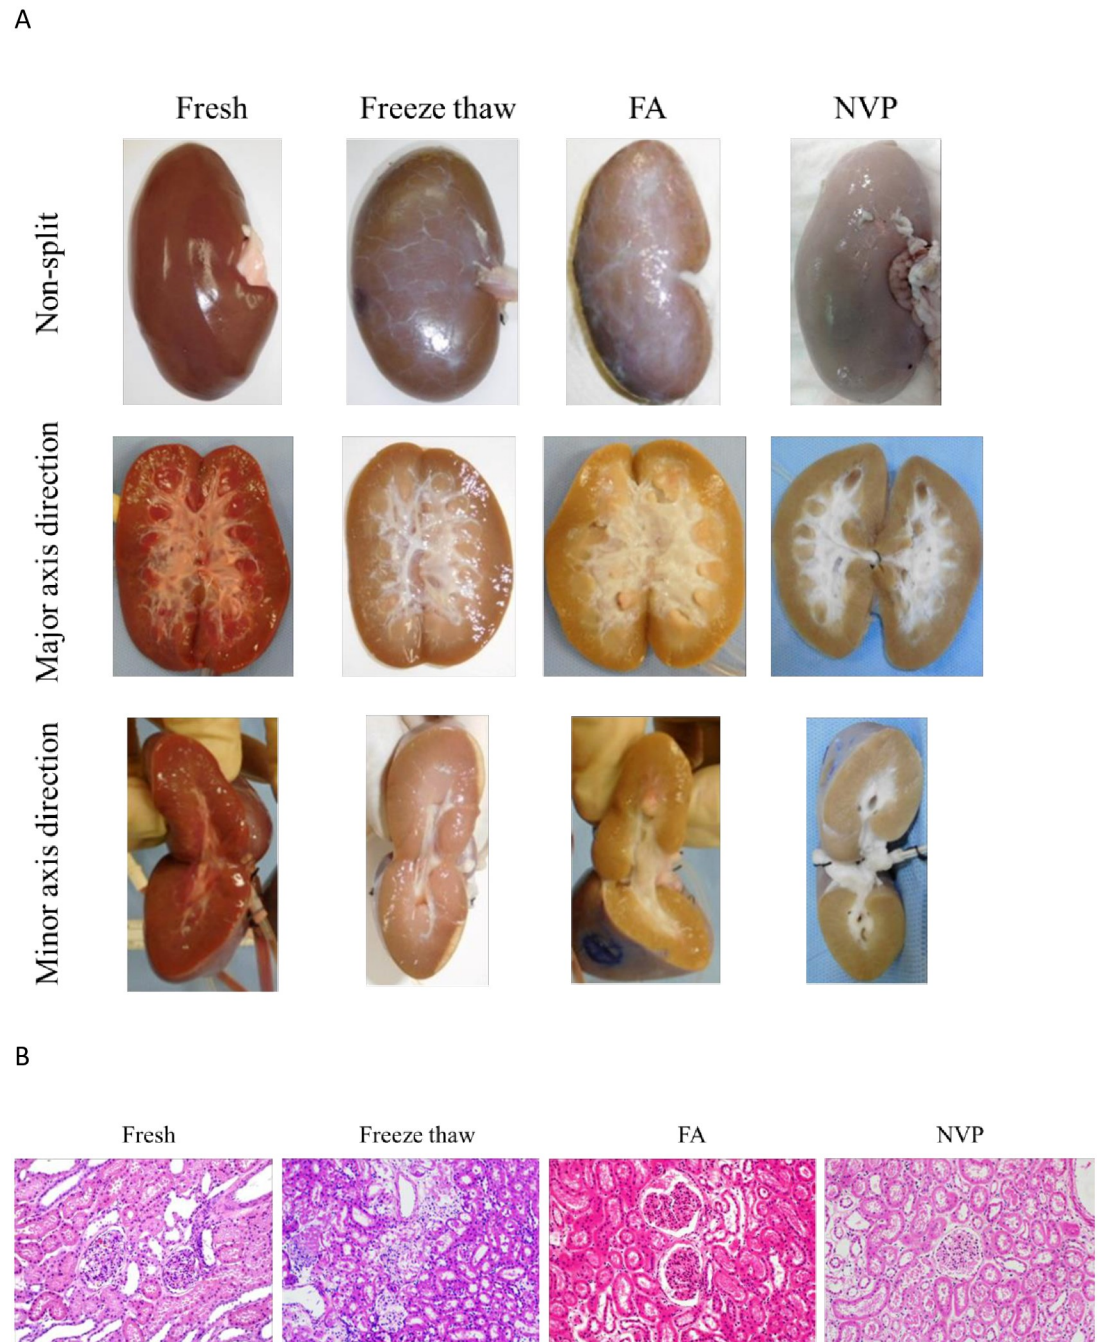 A
Fresh Freeze thaw FA NVP
Non-split
Major axis direction
Minor axis direction
B
Fresh Freeze thaw FA NVP